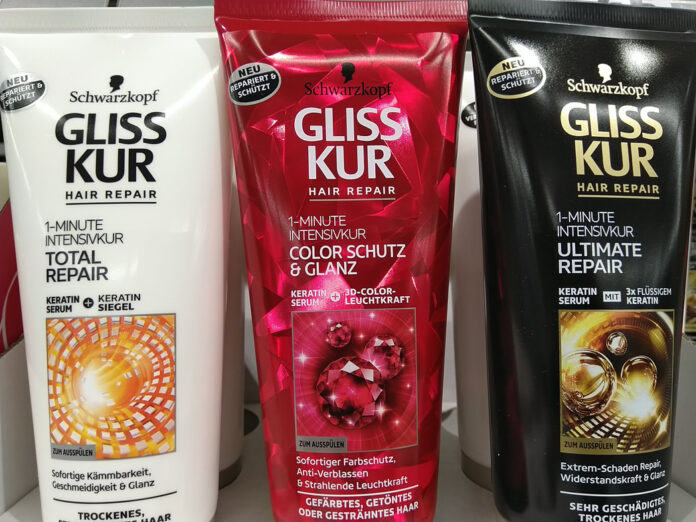 NEU
REPARIERT &
SCHÜTZT
Schwarzkopf
GLISS
KUR
HAIR REPAIR
1-MINUTE
INTENSIVKUR
TOTAL
REPAIR
KERATIN SERUM + KERATIN SIEGEL
ZUM AUSSPÜLEN
Sofortige Kämmbarkeit,
Geschmeidigkeit & Glanz
TROCKENES,
HAAR
NEU
REPARIERT &
SCHÜTZT
Schwarzkopf
GLISS
KUR
HAIR REPAIR
1-MINUTE
INTENSIVKUR
COLOR SCHUTZ
& GLANZ
KERATIN SERUM + 3D-COLOR-LEUCHTKRAFT
ZUM AUSSPÜLEN
Sofortiger Farbschutz,
Anti-Verblassen
& Strahlende Leuchtkraft
GEFÄRBTES, GETÖNTES
ODER GESTRÄHNTES HAAR
NEU
REPARIERT &
SCHÜTZT
Schwarzkopf
GLISS
KUR
HAIR REPAIR
1-MINUTE
INTENSIVKUR
ULTIMATE
REPAIR
KERATIN SERUM MIT 3x FLÜSSIGEM KERATIN
ZUM AUSSPÜLEN
Extrem-Schaden Repair,
Widerstandskraft & Glanz
SEHR GESCHÄDIGTES,
TROCKENES HAAR